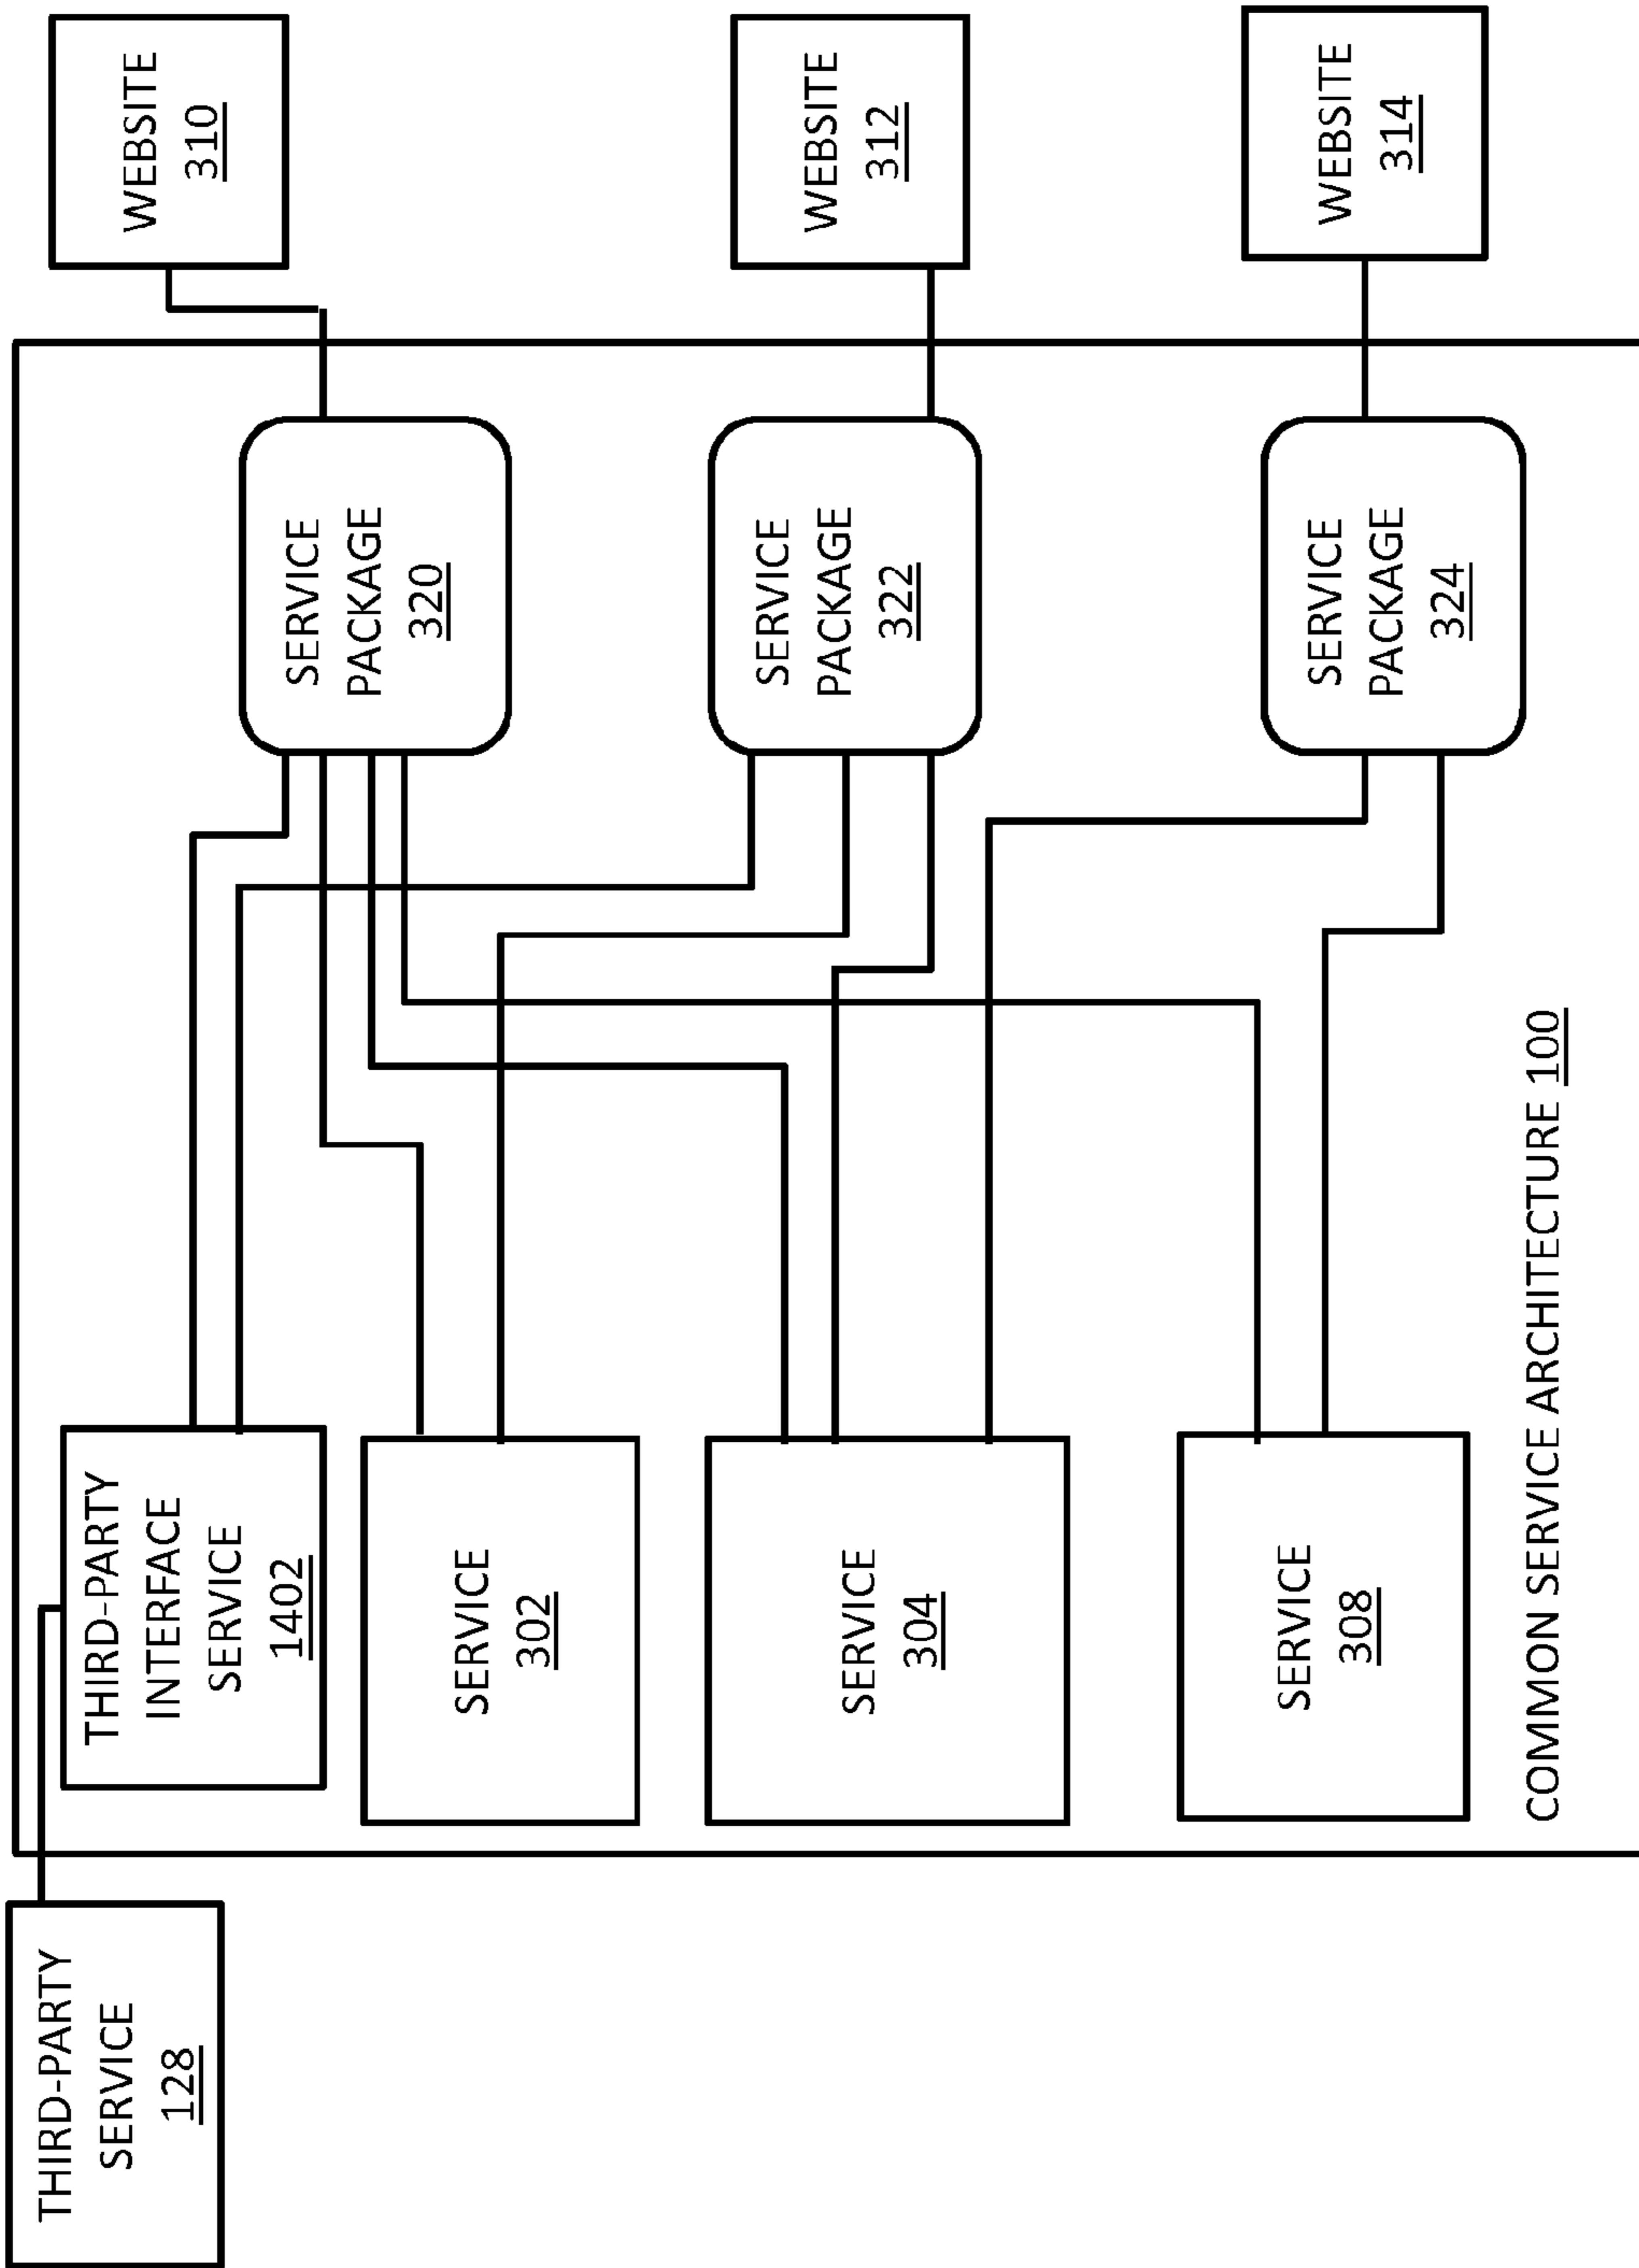 THIRD-PARTY
SERVICE
128
THIRD-PARTY
INTERFACE
SERVICE
1402
SERVICE
302
SERVICE
304
SERVICE
308
SERVICE
PACKAGE
320
SERVICE
PACKAGE
322
SERVICE
PACKAGE
324
WEBSITE
310
WEBSITE
312
WEBSITE
314
COMMON SERVICE ARCHITECTURE 100